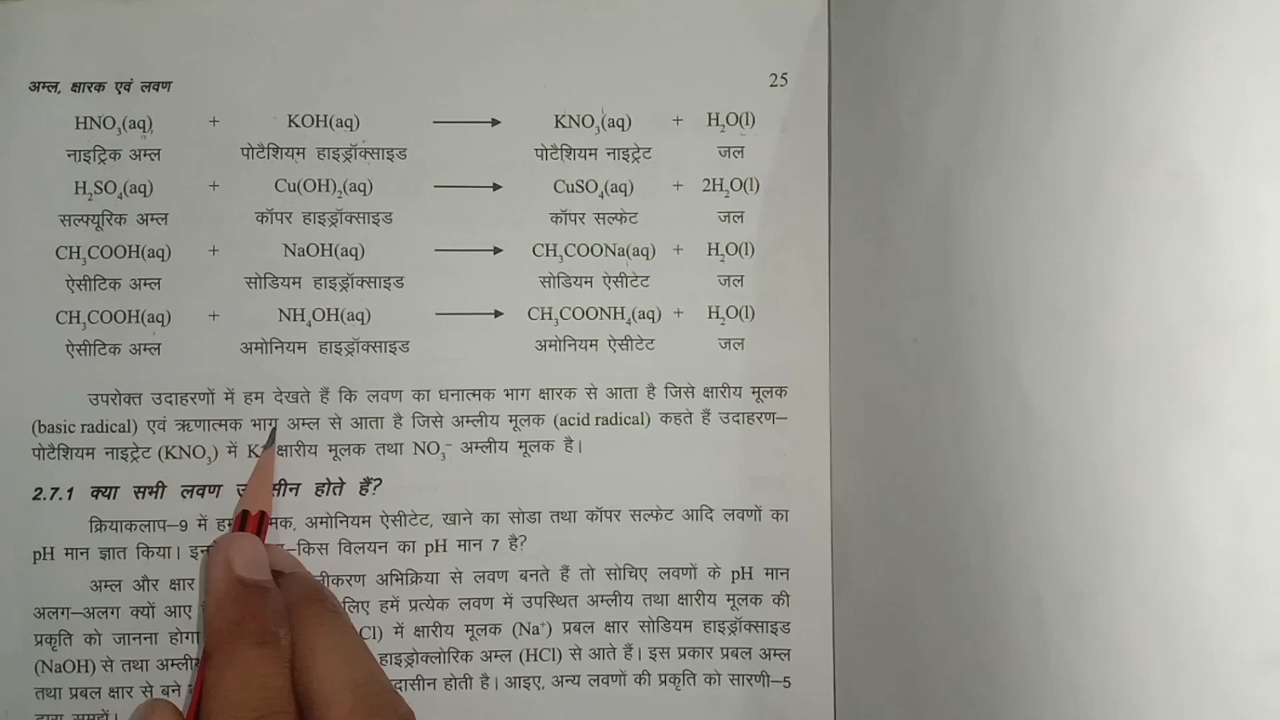 अम्ल, क्षारक एवं लवण 25
HNO₃(aq) + KOH(aq) ⟶ KNO₃(aq) + H₂O(l)
नाइट्रिक अम्ल पोटैशियम हाइड्रॉक्साइड पोटैशियम नाइट्रेट जल
H₂SO₄(aq) + Cu(OH)₂(aq) ⟶ CuSO₄(aq) + 2H₂O(l)
सल्फ्यूरिक अम्ल कॉपर हाइड्रॉक्साइड कॉपर सल्फेट जल
CH₃COOH(aq) + NaOH(aq) ⟶ CH₃COONa(aq) + H₂O(l)
ऐसीटिक अम्ल सोडियम हाइड्रॉक्साइड सोडियम ऐसीटेट जल
CH₃COOH(aq) + NH₄OH(aq) ⟶ CH₃COONH₄(aq) + H₂O(l)
ऐसीटिक अम्ल अमोनियम हाइड्रॉक्साइड अमोनियम ऐसीटेट जल
उपरोक्त उदाहरणों में हम देखते हैं कि लवण का धनात्मक भाग क्षारक से आता है जिसे क्षारीय मूलक
(basic radical) एवं ऋणात्मक भाग अम्ल से आता है जिसे अम्लीय मूलक (acid radical) कहते हैं उदाहरण–
पोटैशियम नाइट्रेट (KNO₃) में क्षारीय मूलक तथा NO₃⁻ अम्लीय मूलक है।
2.7.1 क्या सभी लवण होते हैं?
क्रियाकलाप–9 में अमोनियम ऐसीटेट, खाने का सोडा तथा कॉपर सल्फेट आदि लवणों का
pH मान ज्ञात किया। –किस विलयन का pH मान 7 है?
अम्ल और क्षार अभिक्रिया से लवण बनते हैं तो सोचिए लवणों के pH मान
अलग–अलग क्यों आए लिए हमें प्रत्येक लवण में उपस्थित अम्लीय तथा क्षारीय मूलक की
प्रकृति को जानना होगा में क्षारीय मूलक (Na⁺) प्रबल क्षार सोडियम हाइड्रॉक्साइड
(NaOH) से तथा हाइड्रोक्लोरिक अम्ल (HCl) से आते हैं। इस प्रकार प्रबल अम्ल
तथा प्रबल क्षार से बने होती है। आइए, अन्य लवणों की प्रकृति को सारणी–5